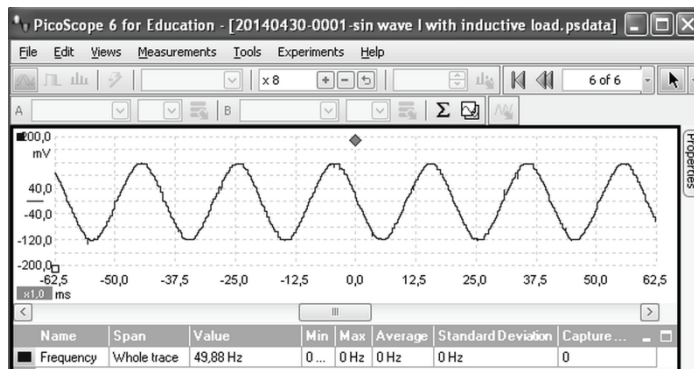 PicoScope 6 for Education - [20140430-0001-sin wave I with inductive load.psdata]
File Edit Views Measurements Tools Experiments Help
x 8 6 of 6
A B Σ
200,0
mV
40,0
-40,0
-120,0
-200,0
-62,5 -50,0 -37,5 -25,0 -12,5 0,0 12,5 25,0 37,5 50,0 62,5
x1,0 ms
Properties
Name Span Value Min Max Average Standard Deviation Capture ...
Frequency Whole trace 49,88 Hz 0 ... 0 Hz 0 Hz 0 Hz 0